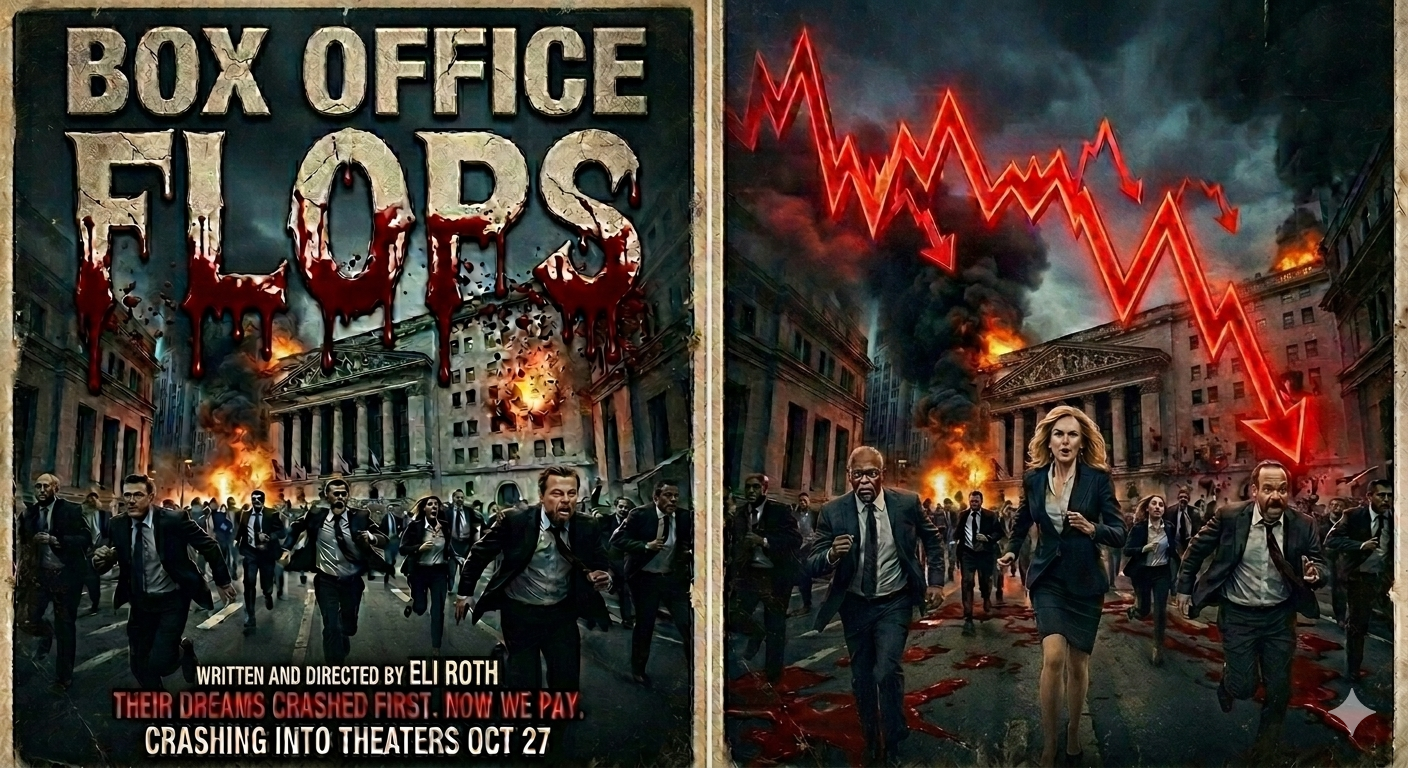 BOX OFFICE
FLOPS
WRITTEN AND DIRECTED BY ELI ROTH
THEIR DREAMS CRASHED FIRST. NOW WE PAY.
CRASHING INTO THEATERS OCT 27